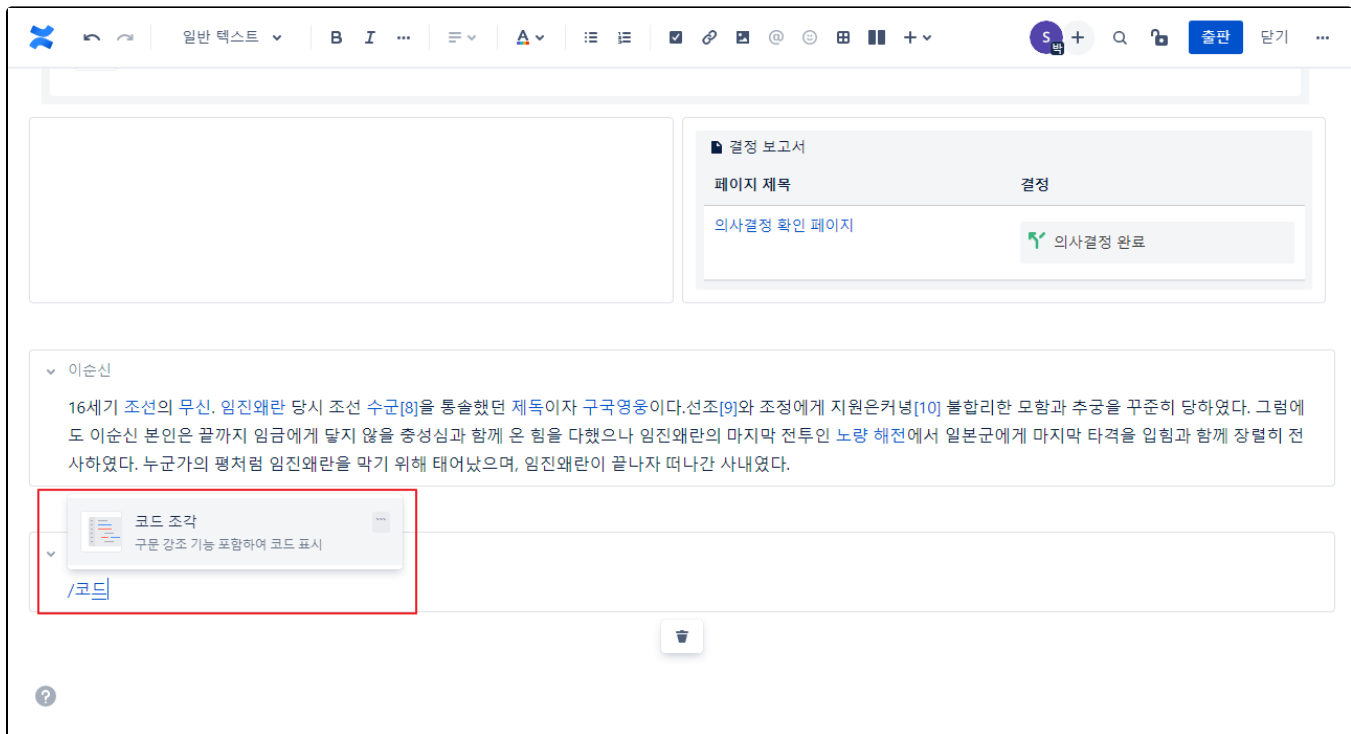 일반 텍스트 B I ··· A @ + S 박 + 출판 닫기 ···
결정 보고서
페이지 제목 결정
의사결정 확인 페이지 의사결정 완료
이순신
16세기 조선의 무신. 임진왜란 당시 조선 수군[8]을 통솔했던 제독이자 구국영웅이다.선조[9]와 조정에게 지원은커녕[10] 불합리한 모함과 추궁을 꾸준히 당하였다. 그럼에
도 이순신 본인은 끝까지 임금에게 닿지 않을 충성심과 함께 온 힘을 다했으나 임진왜란의 마지막 전투인 노량 해전에서 일본군에게 마지막 타격을 입힘과 함께 장렬히 전
사하였다. 누군가의 평처럼 임진왜란을 막기 위해 태어났으며, 임진왜란이 끝나자 떠나간 사내였다.
코드 조각 ```
구문 강조 기능 포함하여 코드 표시
/코드
?